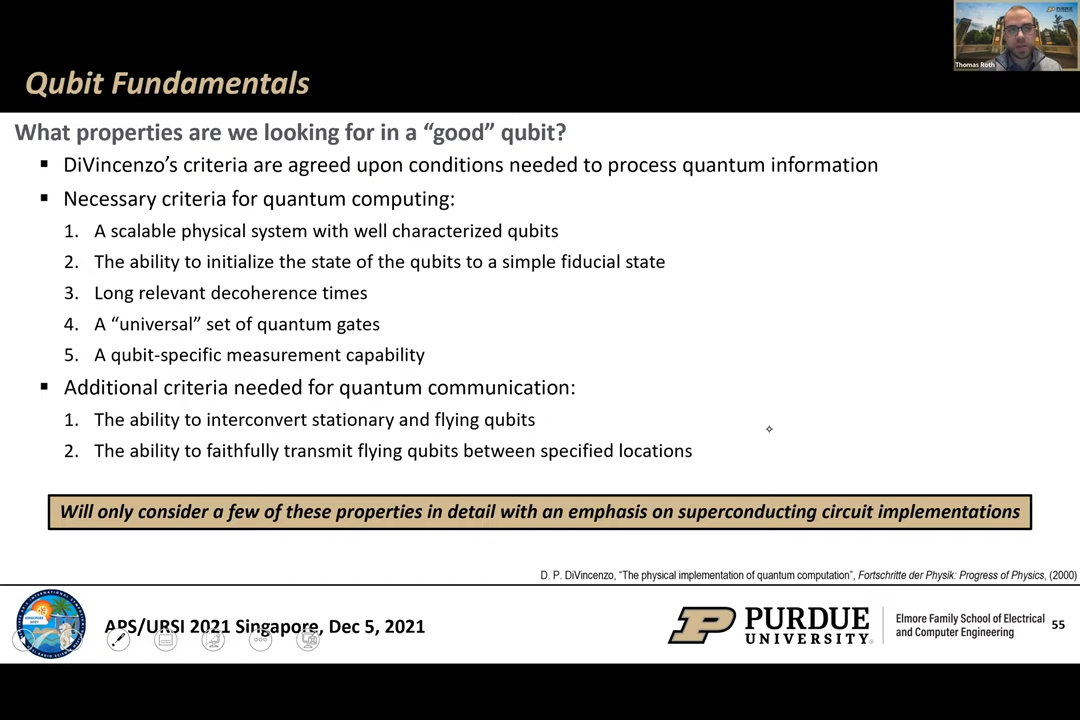 PURDUE
Thomas Roth
Qubit Fundamentals
What properties are we looking for in a “good” qubit?
▪ DiVincenzo’s criteria are agreed upon conditions needed to process quantum information
▪ Necessary criteria for quantum computing:
1. A scalable physical system with well characterized qubits
2. The ability to initialize the state of the qubits to a simple fiducial state
3. Long relevant decoherence times
4. A “universal” set of quantum gates
5. A qubit-specific measurement capability
▪ Additional criteria needed for quantum communication:
1. The ability to interconvert stationary and flying qubits
2. The ability to faithfully transmit flying qubits between specified locations
Will only consider a few of these properties in detail with an emphasis on superconducting circuit implementations
D. P. DiVincenzo, “The physical implementation of quantum computation”, Fortschritte der Physik: Progress of Physics, (2000)
APS/URSI 2021 Singapore, Dec 5, 2021
PURDUE
UNIVERSITY®
Elmore Family School of Electrical
and Computer Engineering
55